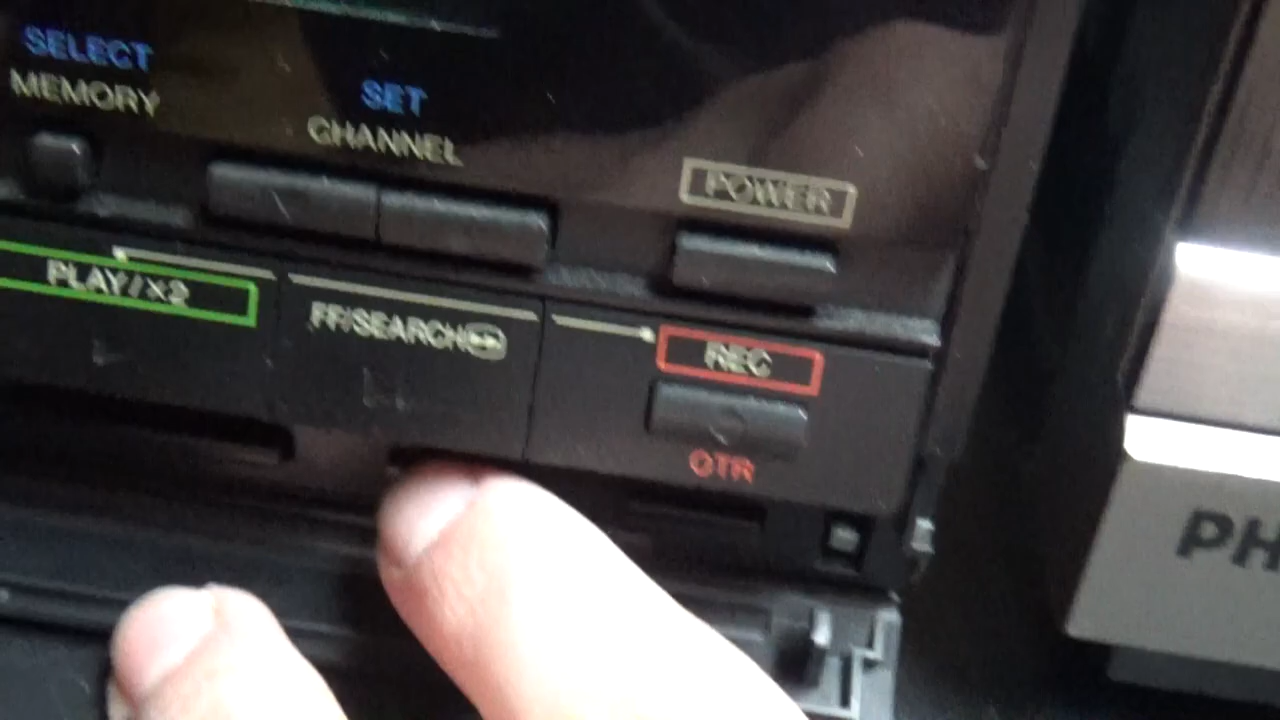 SELECT
MEMORY
SET
CHANNEL
POWER
PLAY/×2
FF/SEARCH
REC
OTR
PH